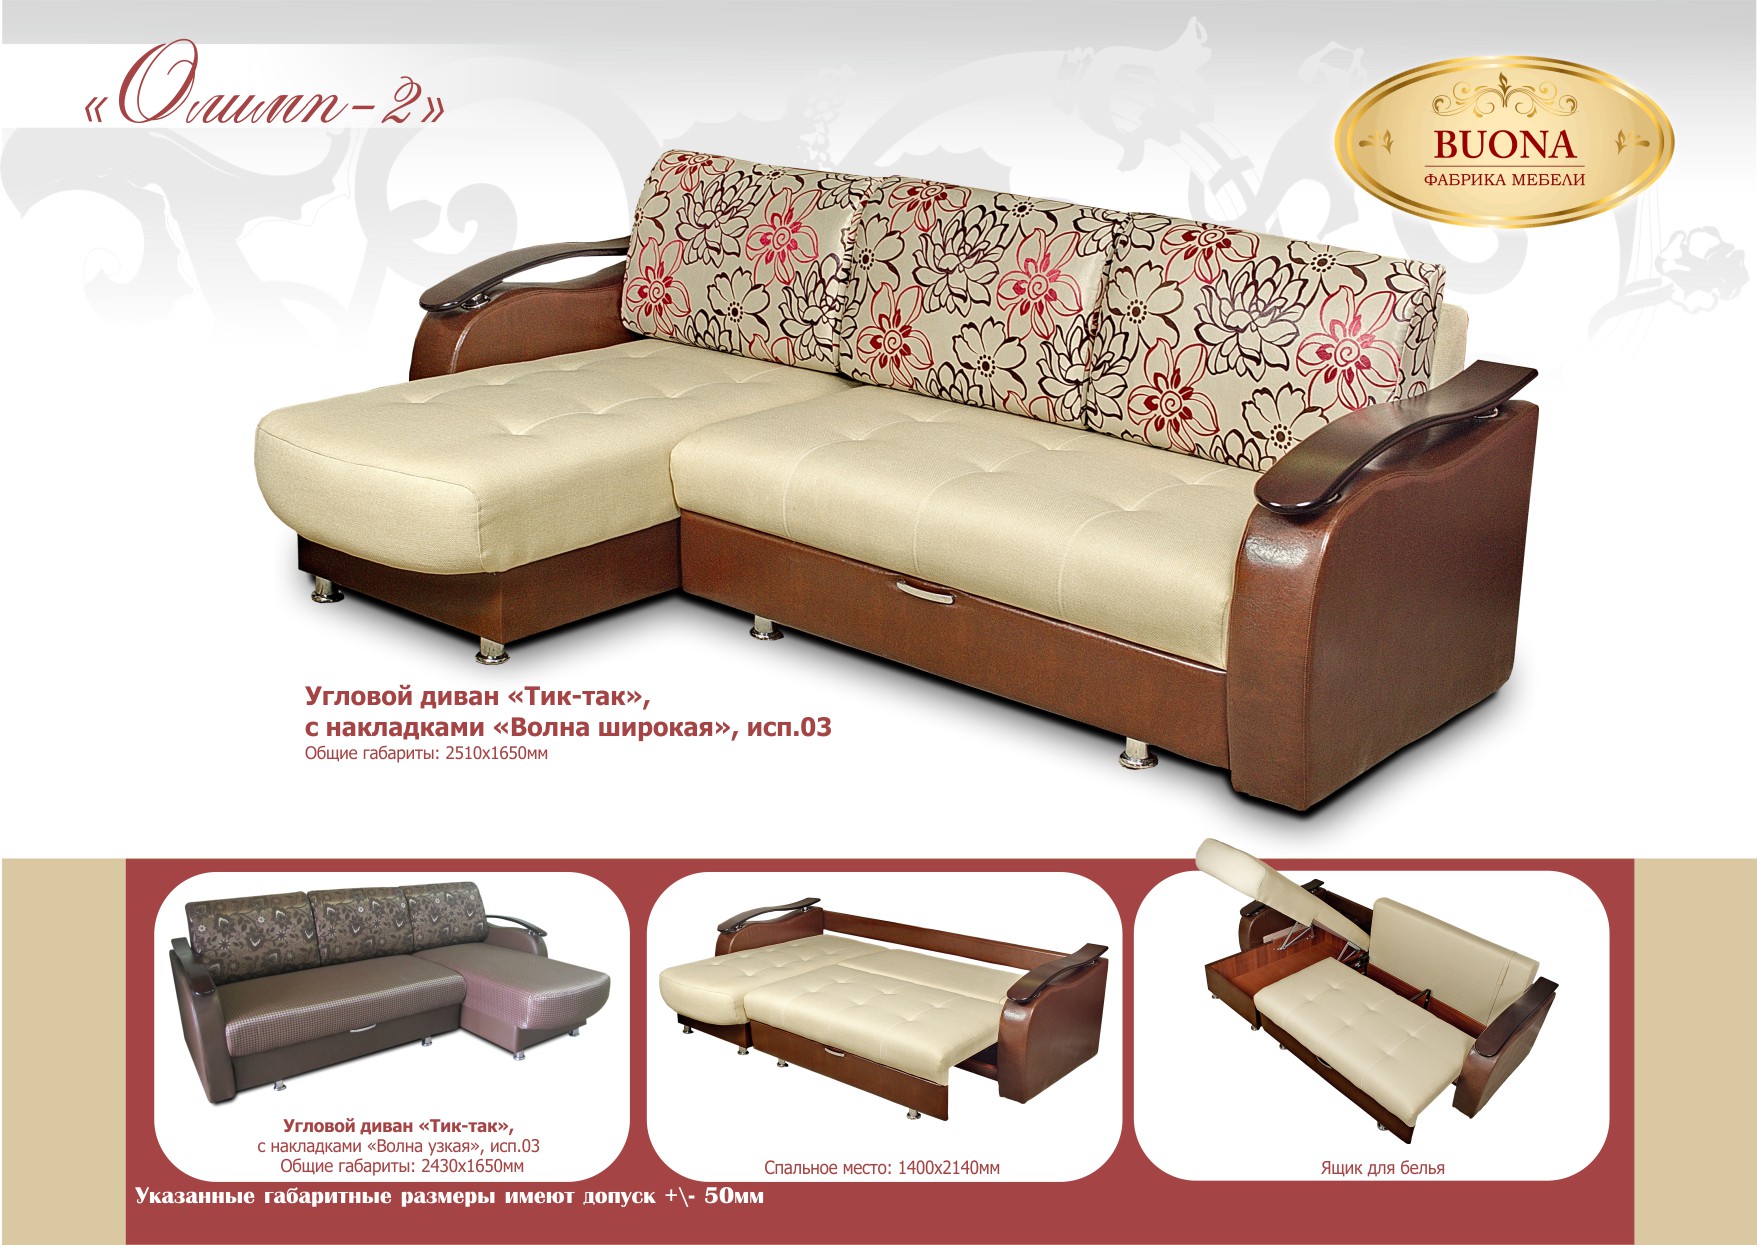 «Олимп-2»
BUONA
ФАБРИКА МЕБЕЛИ
Угловой диван «Тик-так»,
с накладками «Волна широкая», исп.03
Общие габариты: 2510х1650мм
Угловой диван «Тик-так»,
с накладками «Волна узкая», исп.03
Общие габариты: 2430х1650мм
Спальное место: 1400х2140мм
Ящик для белья
Указанные габаритные размеры имеют допуск +\- 50мм